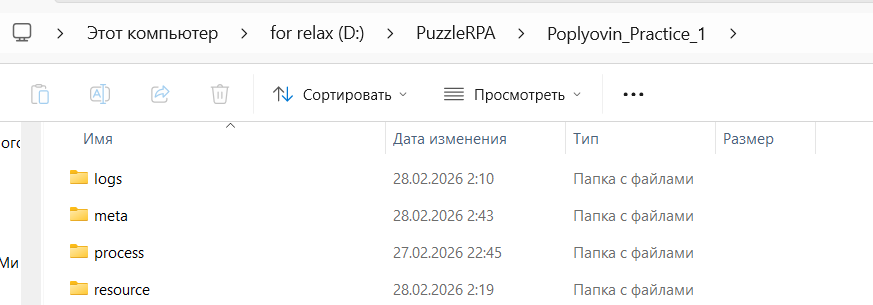 Этот компьютер > for relax (D:) > PuzzleRPA > Poplyovin_Practice_1 >
Сортировать Просмотреть •••
Имя Дата изменения Тип Размер
logs 28.02.2026 2:10 Папка с файлами
meta 28.02.2026 2:43 Папка с файлами
process 27.02.2026 22:45 Папка с файлами
Ми
resource 28.02.2026 2:19 Папка с файлами